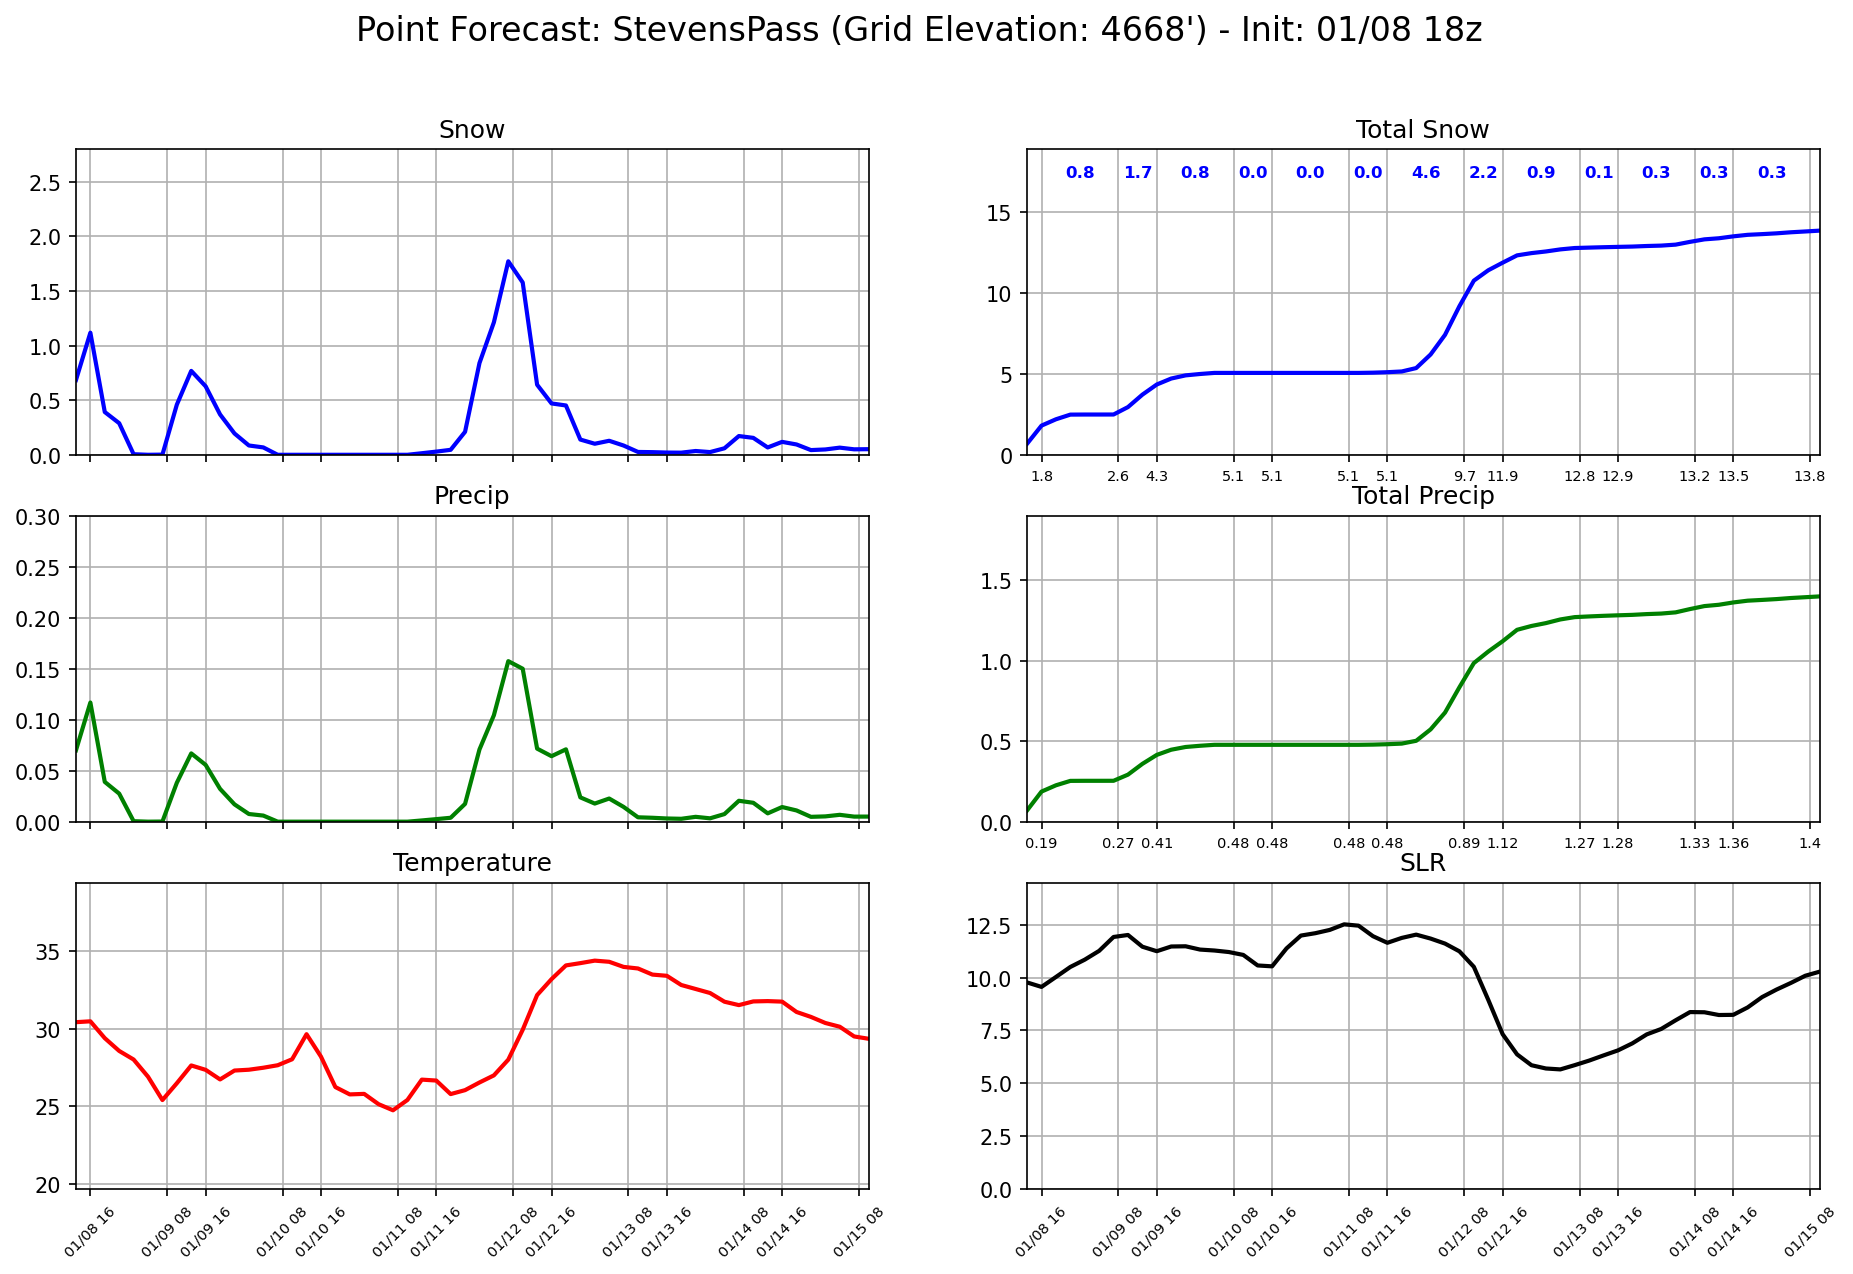 Point Forecast: StevensPass (Grid Elevation: 4668') - Init: 01/08 18z
Snow
2.5
2.0
1.5
1.0
0.5
0.0
Total Snow
0.8 1.7 0.8 0.0 0.0 0.0 4.6 2.2 0.9 0.1 0.3 0.3 0.3
15
10
5
0
1.8 2.6 4.3 5.1 5.1 5.1 5.1 9.7 11.9 12.8 12.9 13.2 13.5 13.8
Precip
0.30
0.25
0.20
0.15
0.10
0.05
0.00
Total Precip
1.5
1.0
0.5
0.0
0.19 0.27 0.41 0.48 0.48 0.48 0.48 0.89 1.12 1.27 1.28 1.33 1.36 1.4
Temperature
35
30
25
20
01/08 16 01/09 08 01/09 16 01/10 08 01/10 16 01/11 08 01/11 16 01/12 08 01/12 16 01/13 08 01/13 16 01/14 08 01/14 16 01/15 08
SLR
12.5
10.0
7.5
5.0
2.5
0.0
01/08 16 01/09 08 01/09 16 01/10 08 01/10 16 01/11 08 01/11 16 01/12 08 01/12 16 01/13 08 01/13 16 01/14 08 01/14 16 01/15 08